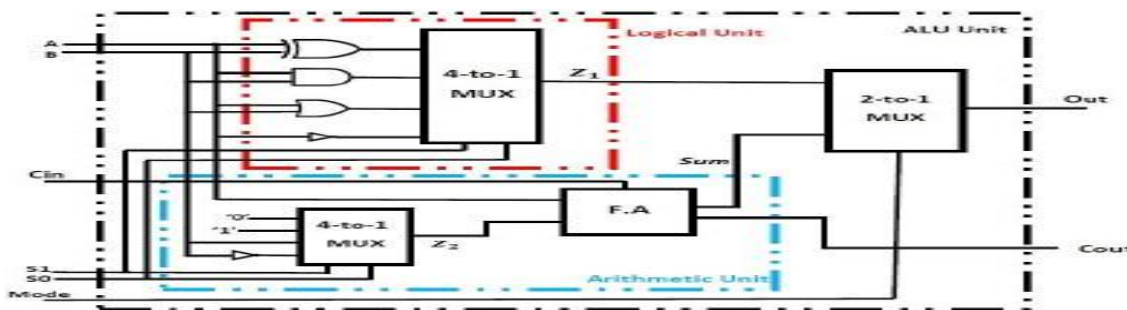 Logical Unit
ALU Unit
A
B
4-to-1
MUX
Z1
2-to-1
MUX
Out
Sum
Cin
F.A
'0'
'1'
4-to-1
MUX
Z2
Cout
S1
S0
Arithmetic Unit
Mode